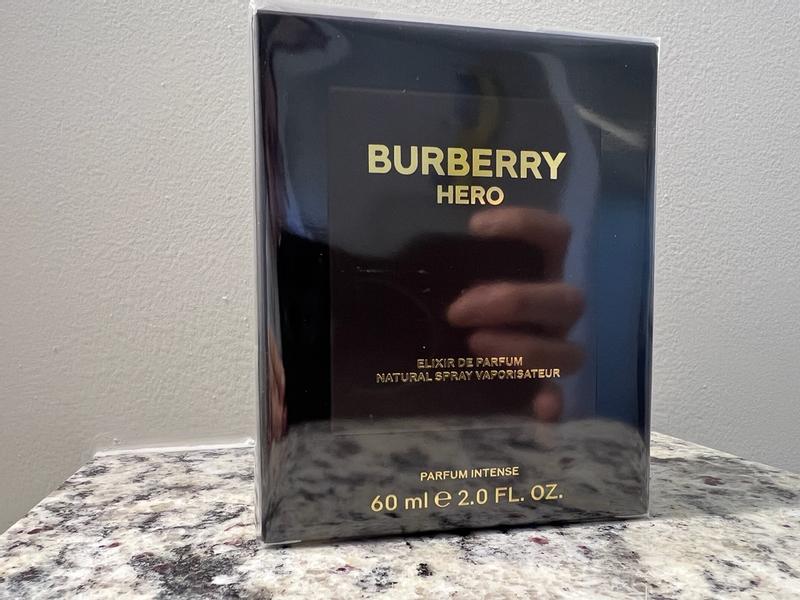 BURBERRY
HERO
ELIXIR DE PARFUM
NATURAL SPRAY VAPORISATEUR
PARFUM INTENSE
60 ml ℮ 2.0 FL. OZ.